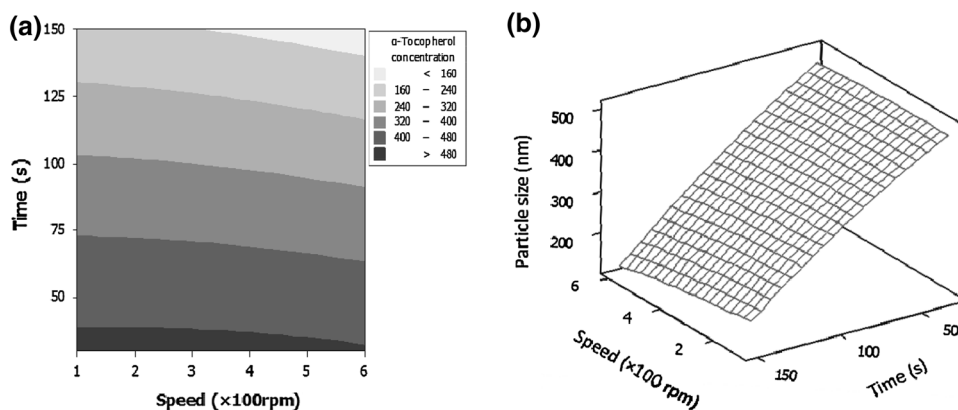 (a)
150
125
100
75
50
Time (s)
1 2 3 4 5 6
Speed (×100rpm)
α-Tocopherol
concentration
< 160
160 – 240
240 – 320
320 – 400
400 – 480
> 480
(b)
500
400
300
200
Particle size (nm)
6
4
2
Speed (×100 rpm)
150
100
50
Time (s)